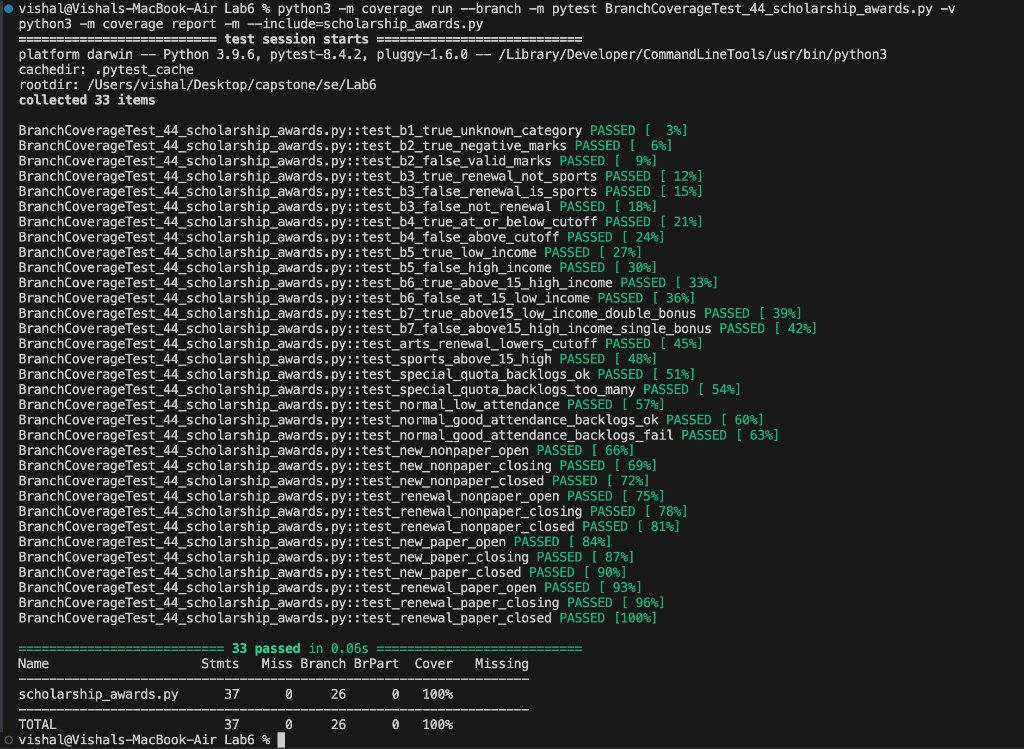 vishal@Vishals-MacBook-Air Lab6 % python3 -m coverage run --branch -m pytest BranchCoverageTest_44_scholarship_awards.py -v
python3 -m coverage report -m --include=scholarship_awards.py
========================== test session starts ===========================
platform darwin -- Python 3.9.6, pytest-8.4.2, pluggy-1.6.0 -- /Library/Developer/CommandLineTools/usr/bin/python3
cachedir: .pytest_cache
rootdir: /Users/vishal/Desktop/capstone/se/Lab6
collected 33 items

BranchCoverageTest_44_scholarship_awards.py::test_b1_true_unknown_category PASSED [  3%]
BranchCoverageTest_44_scholarship_awards.py::test_b2_true_negative_marks PASSED [  6%]
BranchCoverageTest_44_scholarship_awards.py::test_b2_false_valid_marks PASSED [  9%]
BranchCoverageTest_44_scholarship_awards.py::test_b3_true_renewal_not_sports PASSED [ 12%]
BranchCoverageTest_44_scholarship_awards.py::test_b3_false_renewal_is_sports PASSED [ 15%]
BranchCoverageTest_44_scholarship_awards.py::test_b3_false_not_renewal PASSED [ 18%]
BranchCoverageTest_44_scholarship_awards.py::test_b4_true_at_or_below_cutoff PASSED [ 21%]
BranchCoverageTest_44_scholarship_awards.py::test_b4_false_above_cutoff PASSED [ 24%]
BranchCoverageTest_44_scholarship_awards.py::test_b5_true_low_income PASSED [ 27%]
BranchCoverageTest_44_scholarship_awards.py::test_b5_false_high_income PASSED [ 30%]
BranchCoverageTest_44_scholarship_awards.py::test_b6_true_above_15_high_income PASSED [ 33%]
BranchCoverageTest_44_scholarship_awards.py::test_b6_false_at_15_low_income PASSED [ 36%]
BranchCoverageTest_44_scholarship_awards.py::test_b7_true_above15_low_income_double_bonus PASSED [ 39%]
BranchCoverageTest_44_scholarship_awards.py::test_b7_false_above15_high_income_single_bonus PASSED [ 42%]
BranchCoverageTest_44_scholarship_awards.py::test_arts_renewal_lowers_cutoff PASSED [ 45%]
BranchCoverageTest_44_scholarship_awards.py::test_sports_above_15_high PASSED [ 48%]
BranchCoverageTest_44_scholarship_awards.py::test_special_quota_backlogs_ok PASSED [ 51%]
BranchCoverageTest_44_scholarship_awards.py::test_special_quota_backlogs_too_many PASSED [ 54%]
BranchCoverageTest_44_scholarship_awards.py::test_normal_low_attendance PASSED [ 57%]
BranchCoverageTest_44_scholarship_awards.py::test_normal_good_attendance_backlogs_ok PASSED [ 60%]
BranchCoverageTest_44_scholarship_awards.py::test_normal_good_attendance_backlogs_fail PASSED [ 63%]
BranchCoverageTest_44_scholarship_awards.py::test_new_nonpaper_open PASSED [ 66%]
BranchCoverageTest_44_scholarship_awards.py::test_new_nonpaper_closing PASSED [ 69%]
BranchCoverageTest_44_scholarship_awards.py::test_new_nonpaper_closed PASSED [ 72%]
BranchCoverageTest_44_scholarship_awards.py::test_renewal_nonpaper_open PASSED [ 75%]
BranchCoverageTest_44_scholarship_awards.py::test_renewal_nonpaper_closing PASSED [ 78%]
BranchCoverageTest_44_scholarship_awards.py::test_renewal_nonpaper_closed PASSED [ 81%]
BranchCoverageTest_44_scholarship_awards.py::test_new_paper_open PASSED [ 84%]
BranchCoverageTest_44_scholarship_awards.py::test_new_paper_closing PASSED [ 87%]
BranchCoverageTest_44_scholarship_awards.py::test_new_paper_closed PASSED [ 90%]
BranchCoverageTest_44_scholarship_awards.py::test_renewal_paper_open PASSED [ 93%]
BranchCoverageTest_44_scholarship_awards.py::test_renewal_paper_closing PASSED [ 96%]
BranchCoverageTest_44_scholarship_awards.py::test_renewal_paper_closed PASSED [100%]

=========================== 33 passed in 0.06s ===========================
Name                    Stmts   Miss Branch BrPart  Cover   Missing
-------------------------------------------------------------------
scholarship_awards.py      37      0     26      0   100%
-------------------------------------------------------------------
TOTAL                      37      0     26      0   100%
vishal@Vishals-MacBook-Air Lab6 %